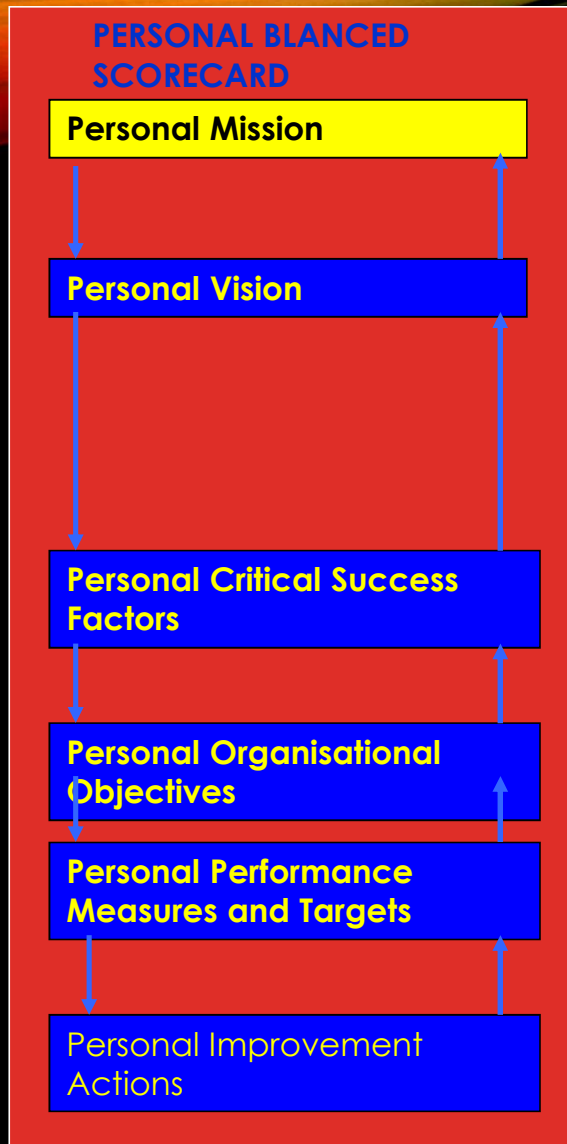 PERSONAL BLANCED
SCORECARD
Personal Mission
Personal Vision
Personal Critical Success
Factors
Personal Organisational
Objectives
Personal Performance
Measures and Targets
Personal Improvement
Actions